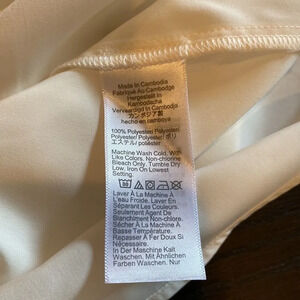 Made In Cambodia
Fabriqué Au Cambodge
Hergestellt in
Kambodscha
Vervaardigd In Cambodja
カンボジア製
hecho en camboya
100% Polyester/ Polyester/
Polyester/ Polyester/ ポリ
エステル/ poliéster
Machine Wash Cold, With
Like Colors. Non-chlorine
Bleach Only. Tumble Dry
Low. Iron On Lowest
Setting.
Laver À La Machine À
L'eau Froide. Laver En
Séparant Les Couleurs.
Seulement Agent De
Blanchiment Non-Chlore.
Sécher À La Machine À
Basse Température.
Repasser À Fer Doux Si
Nécessaire.
In Der Maschine Kalt
Waschen, Mit Ähnlichen
Farben Waschen. Nur